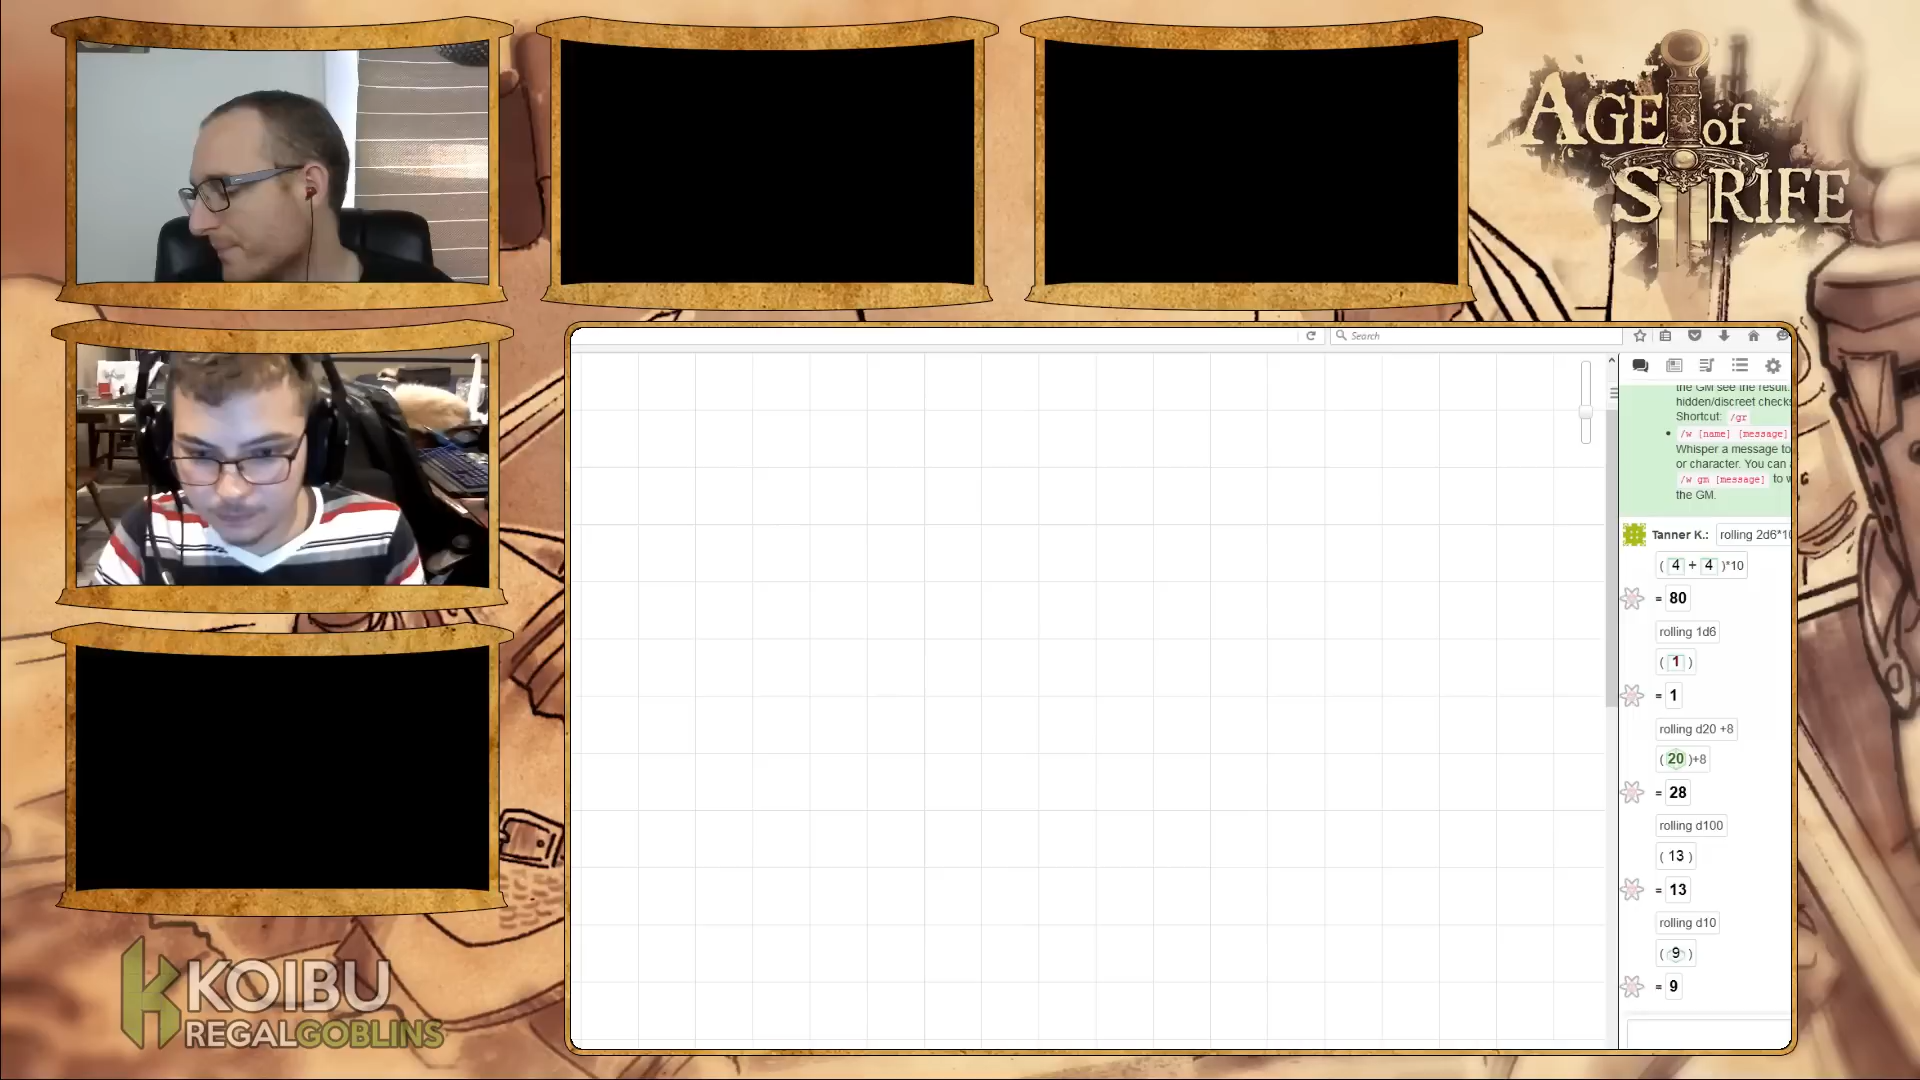 AGE of
STRIFE
Search
the GM see the result.
hidden/discreet checks
Shortcut: /gr
/w [name] [message]
Whisper a message to
or character. You can
/w gm [message] to
the GM.
Tanner K.: rolling 2d6*10
( 4 + 4 )*10
= 80
rolling 1d6
( 1 )
= 1
rolling d20 +8
( 20 )+8
= 28
rolling d100
( 13 )
= 13
rolling d10
( 9 )
= 9
KOIBU
REGALGOBLINS